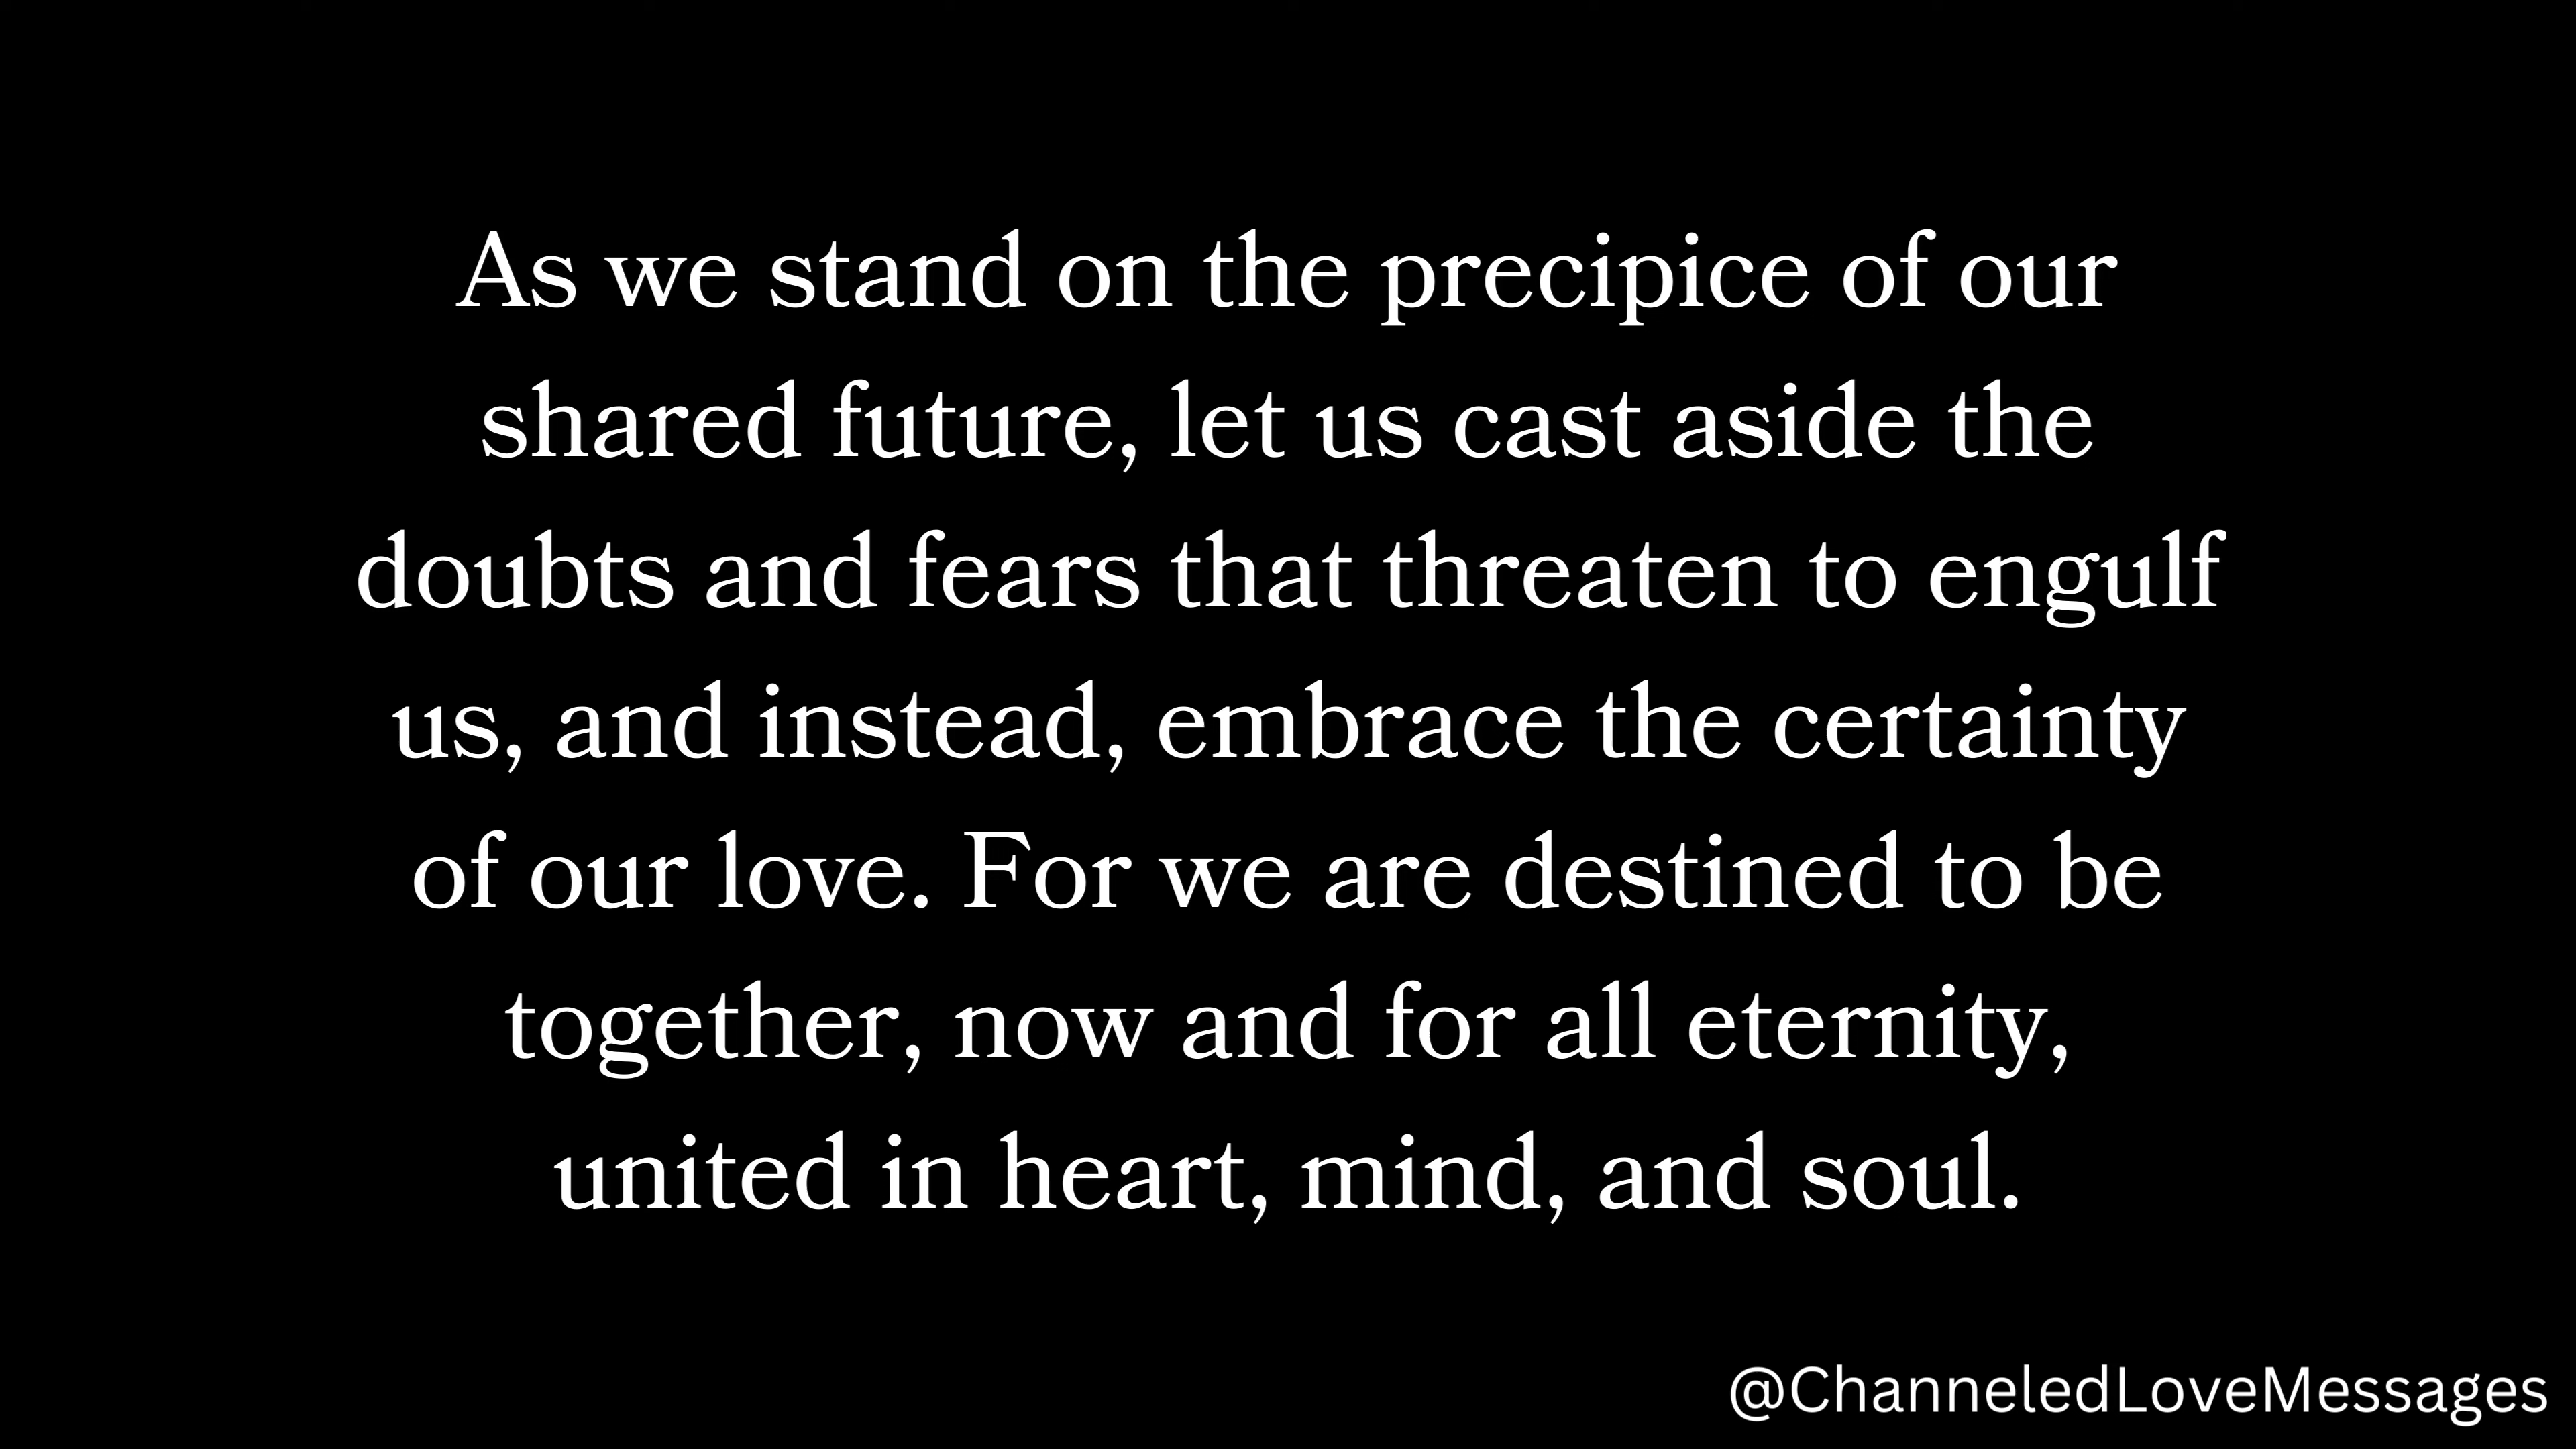 As we stand on the precipice of our
shared future, let us cast aside the
doubts and fears that threaten to engulf
us, and instead, embrace the certainty
of our love. For we are destined to be
together, now and for all eternity,
united in heart, mind, and soul.
@ChanneledLoveMessages